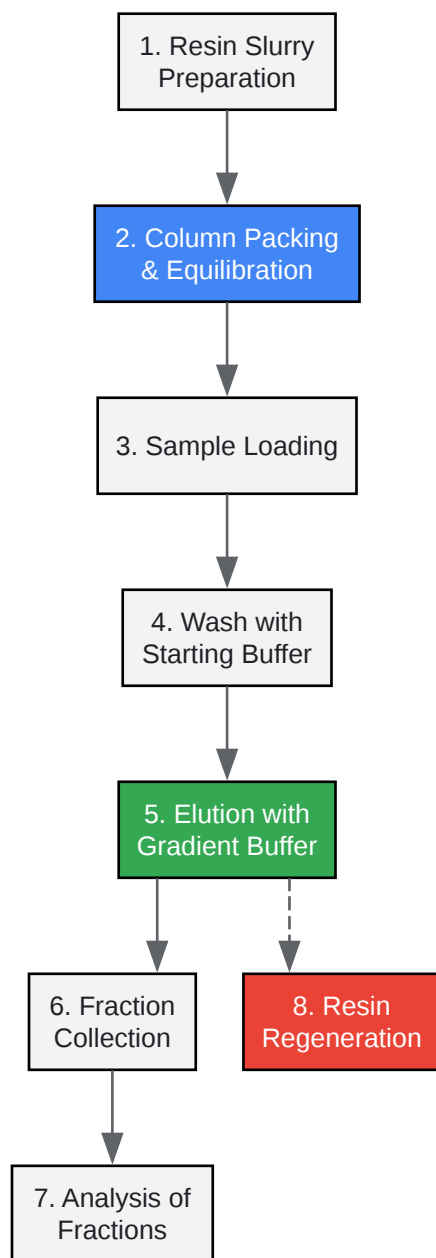 1. Resin Slurry
Preparation
2. Column Packing
& Equilibration
3. Sample Loading
4. Wash with
Starting Buffer
5. Elution with
Gradient Buffer
6. Fraction
Collection
8. Resin
Regeneration
7. Analysis of
Fractions